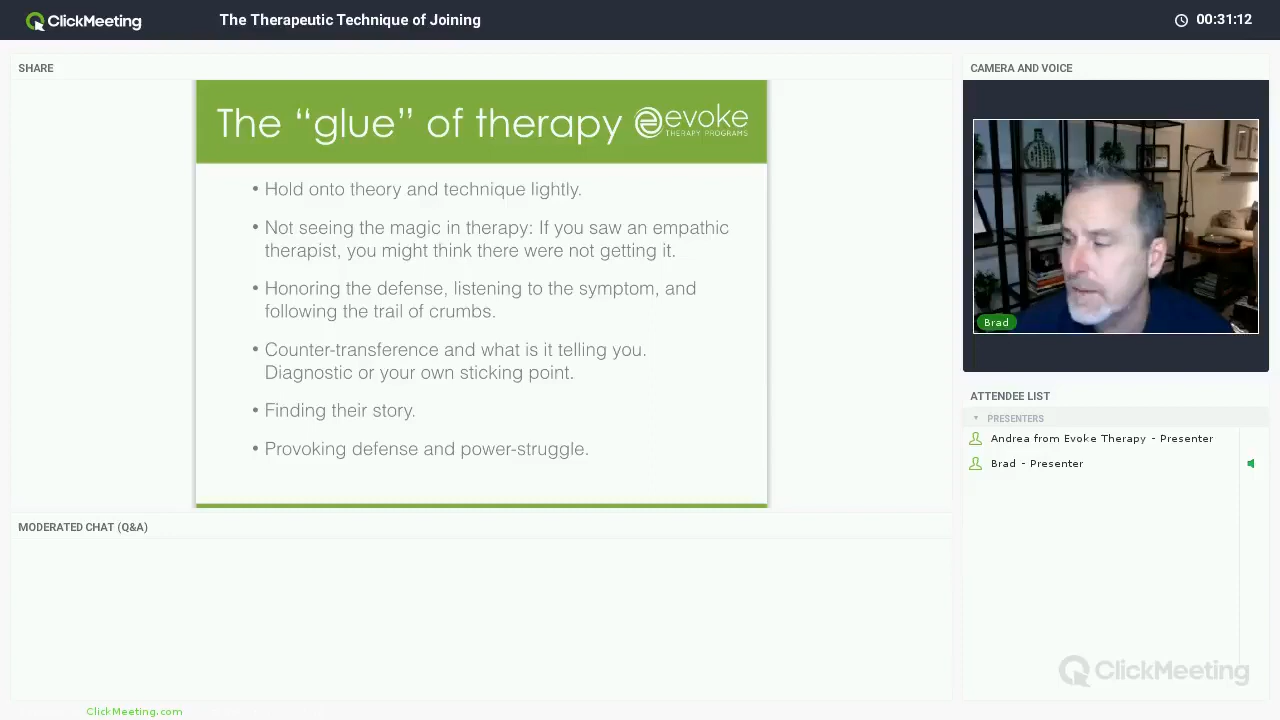 ClickMeeting
The Therapeutic Technique of Joining
00:31:12
SHARE
The “glue” of therapy
evoke
THERAPY PROGRAMS
• Hold onto theory and technique lightly.
• Not seeing the magic in therapy: If you saw an empathic
therapist, you might think there were not getting it.
• Honoring the defense, listening to the symptom, and
following the trail of crumbs.
• Counter-transference and what is it telling you.
Diagnostic or your own sticking point.
• Finding their story.
• Provoking defense and power-struggle.
MODERATED CHAT (Q&A)
CAMERA AND VOICE
Brad
ATTENDEE LIST
PRESENTERS
Andrea from Evoke Therapy - Presenter
Brad - Presenter
ClickMeeting
ClickMeeting.com